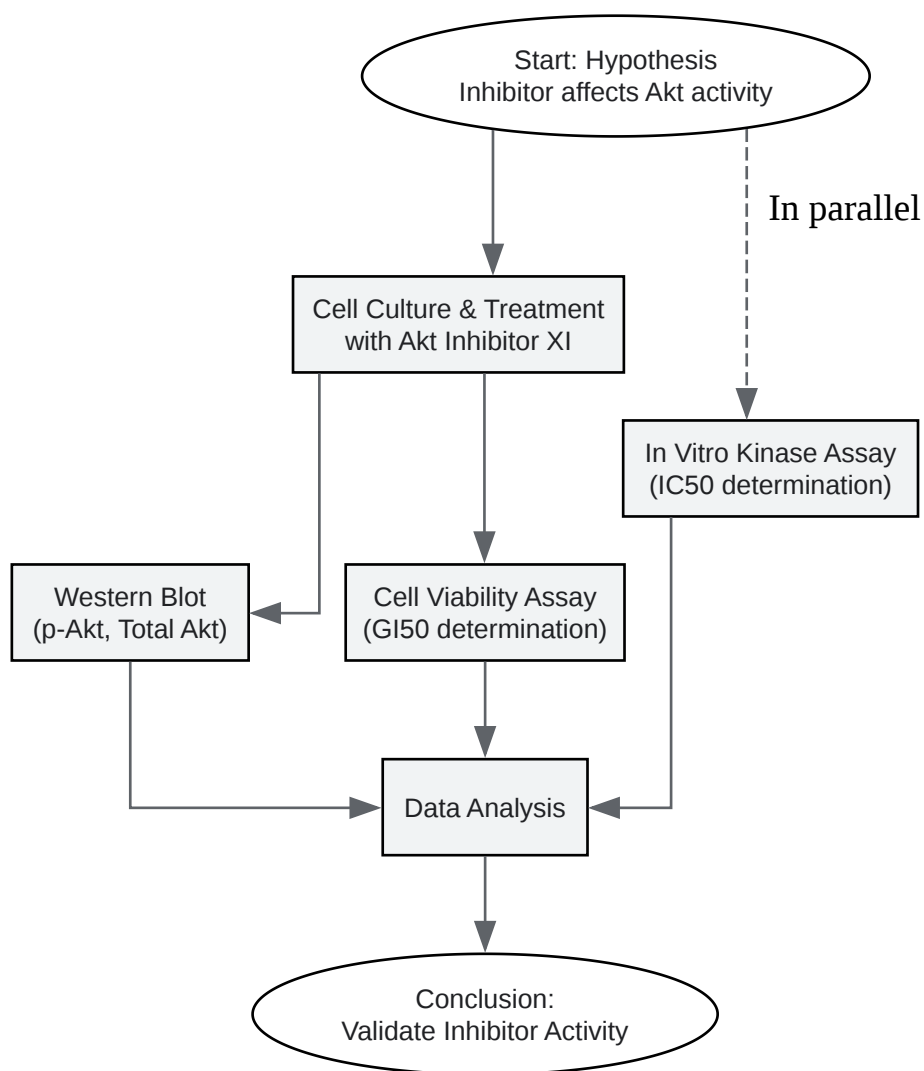 Start: Hypothesis
Inhibitor affects Akt activity
In parallel
Cell Culture & Treatment
with Akt Inhibitor XI
In Vitro Kinase Assay
(IC50 determination)
Western Blot
(p-Akt, Total Akt)
Cell Viability Assay
(GI50 determination)
Data Analysis
Conclusion:
Validate Inhibitor Activity